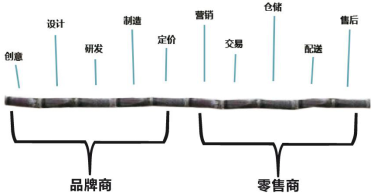 创意
设计
研发
制造
定价
营销
交易
仓储
配送
售后
品牌商
零售商